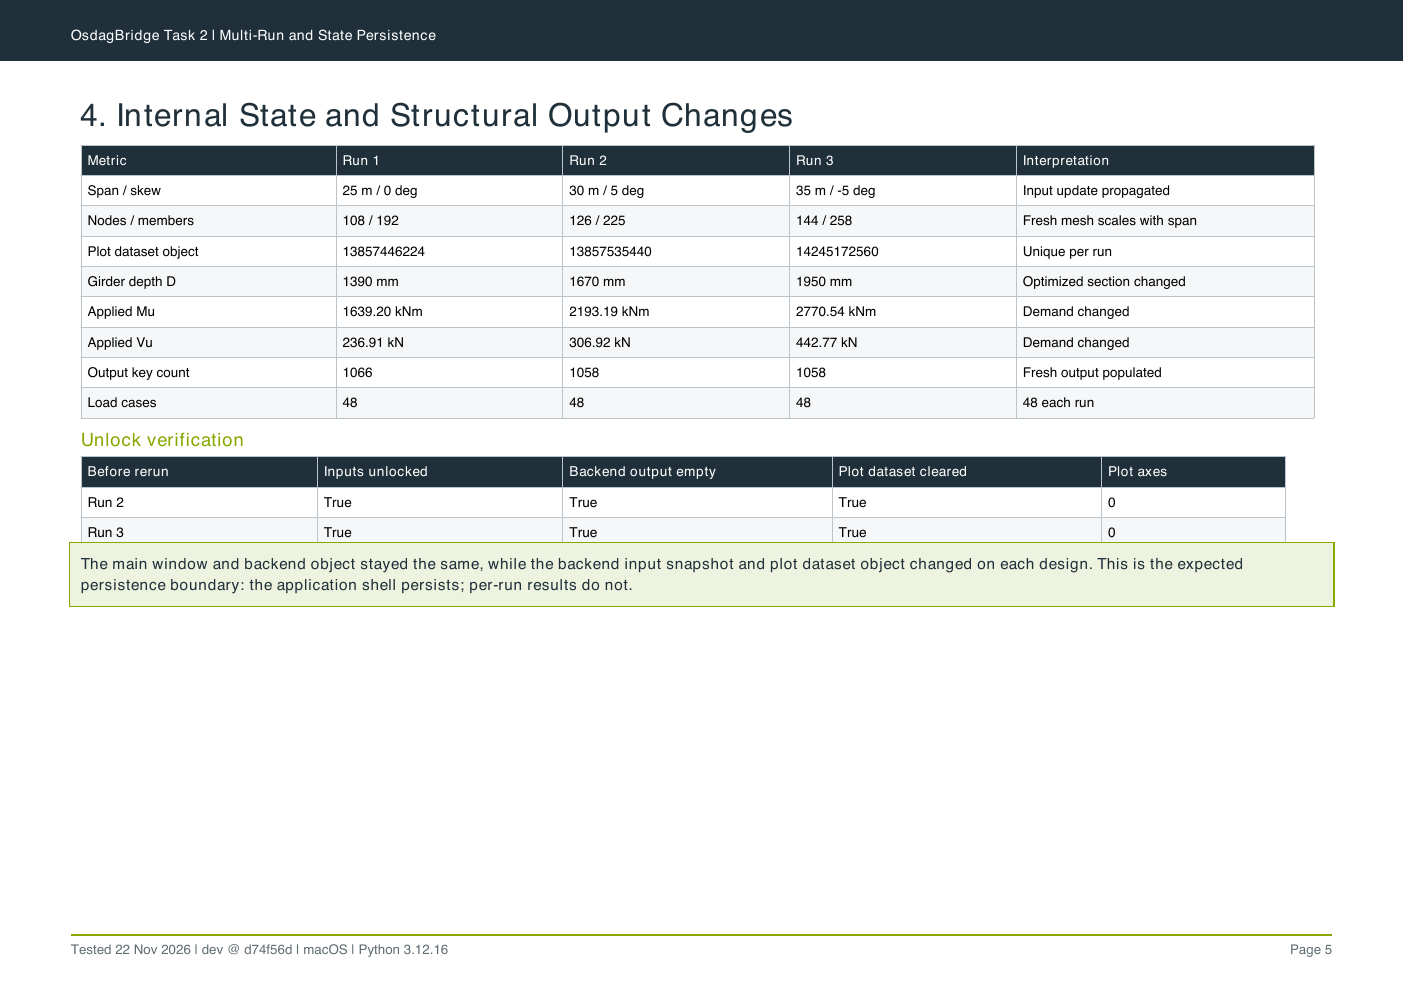 OsdagBridge Task 2 | Multi-Run and State Persistence
4. Internal State and Structural Output Changes
Metric Run 1 Run 2 Run 3 Interpretation
Span / skew 25 m / 0 deg 30 m / 5 deg 35 m / -5 deg Input update propagated
Nodes / members 108 / 192 126 / 225 144 / 258 Fresh mesh scales with span
Plot dataset object 13857446224 13857535440 14245172560 Unique per run
Girder depth D 1390 mm 1670 mm 1950 mm Optimized section changed
Applied Mu 1639.20 kNm 2193.19 kNm 2770.54 kNm Demand changed
Applied Vu 236.91 kN 306.92 kN 442.77 kN Demand changed
Output key count 1066 1058 1058 Fresh output populated
Load cases 48 48 48 48 each run
Unlock verification
Before rerun Inputs unlocked Backend output empty Plot dataset cleared Plot axes
Run 2 True True True 0
Run 3 True True True 0
The main window and backend object stayed the same, while the backend input snapshot and plot dataset object changed on each design. This is the expected
persistence boundary: the application shell persists; per-run results do not.
Tested 22 Nov 2026 | dev @ d74f56d | macOS | Python 3.12.16
Page 5